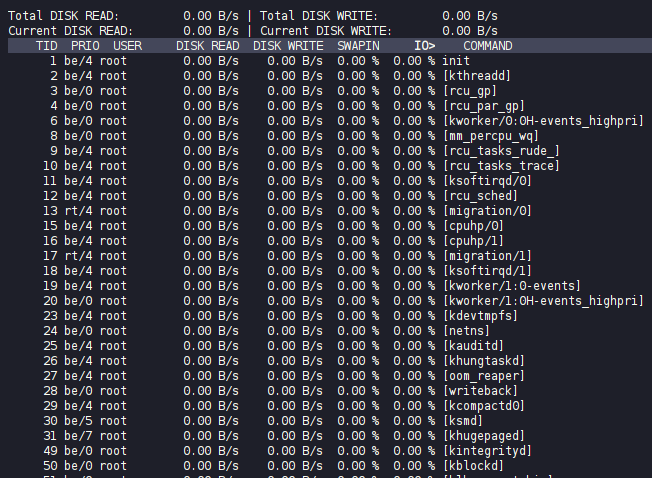 Total DISK READ: 0.00 B/s | Total DISK WRITE: 0.00 B/s
Current DISK READ: 0.00 B/s | Current DISK WRITE: 0.00 B/s
TID PRIO USER DISK READ DISK WRITE SWAPIN IO> COMMAND
1 be/4 root 0.00 B/s 0.00 B/s 0.00 % 0.00 % init
2 be/4 root 0.00 B/s 0.00 B/s 0.00 % 0.00 % [kthreadd]
3 be/0 root 0.00 B/s 0.00 B/s 0.00 % 0.00 % [rcu_gp]
4 be/0 root 0.00 B/s 0.00 B/s 0.00 % 0.00 % [rcu_par_gp]
6 be/0 root 0.00 B/s 0.00 B/s 0.00 % 0.00 % [kworker/0:0H-events_highpri]
8 be/0 root 0.00 B/s 0.00 B/s 0.00 % 0.00 % [mm_percpu_wq]
9 be/4 root 0.00 B/s 0.00 B/s 0.00 % 0.00 % [rcu_tasks_rude_]
10 be/4 root 0.00 B/s 0.00 B/s 0.00 % 0.00 % [rcu_tasks_trace]
11 be/4 root 0.00 B/s 0.00 B/s 0.00 % 0.00 % [ksoftirqd/0]
12 be/4 root 0.00 B/s 0.00 B/s 0.00 % 0.00 % [rcu_sched]
13 rt/4 root 0.00 B/s 0.00 B/s 0.00 % 0.00 % [migration/0]
15 be/4 root 0.00 B/s 0.00 B/s 0.00 % 0.00 % [cpuhp/0]
16 be/4 root 0.00 B/s 0.00 B/s 0.00 % 0.00 % [cpuhp/1]
17 rt/4 root 0.00 B/s 0.00 B/s 0.00 % 0.00 % [migration/1]
18 be/4 root 0.00 B/s 0.00 B/s 0.00 % 0.00 % [ksoftirqd/1]
19 be/4 root 0.00 B/s 0.00 B/s 0.00 % 0.00 % [kworker/1:0-events]
20 be/0 root 0.00 B/s 0.00 B/s 0.00 % 0.00 % [kworker/1:0H-events_highpri]
23 be/4 root 0.00 B/s 0.00 B/s 0.00 % 0.00 % [kdevtmpfs]
24 be/0 root 0.00 B/s 0.00 B/s 0.00 % 0.00 % [netns]
25 be/4 root 0.00 B/s 0.00 B/s 0.00 % 0.00 % [kauditd]
26 be/4 root 0.00 B/s 0.00 B/s 0.00 % 0.00 % [khungtaskd]
27 be/4 root 0.00 B/s 0.00 B/s 0.00 % 0.00 % [oom_reaper]
28 be/0 root 0.00 B/s 0.00 B/s 0.00 % 0.00 % [writeback]
29 be/4 root 0.00 B/s 0.00 B/s 0.00 % 0.00 % [kcompactd0]
30 be/5 root 0.00 B/s 0.00 B/s 0.00 % 0.00 % [ksmd]
31 be/7 root 0.00 B/s 0.00 B/s 0.00 % 0.00 % [khugepaged]
49 be/0 root 0.00 B/s 0.00 B/s 0.00 % 0.00 % [kintegrityd]
50 be/0 root 0.00 B/s 0.00 B/s 0.00 % 0.00 % [kblockd]